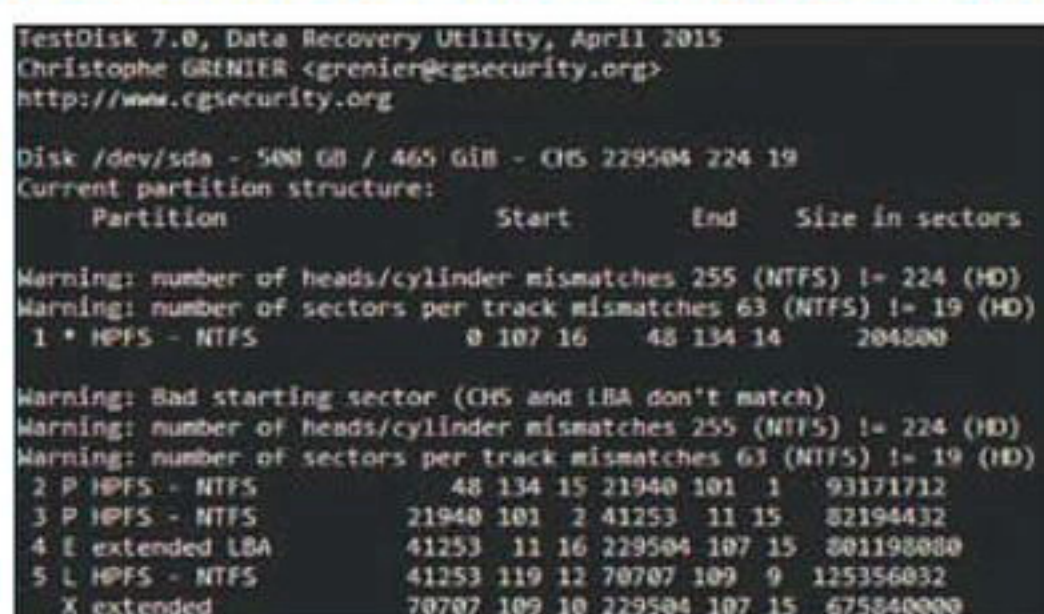 TestDisk 7.0, Data Recovery Utility, April 2015
Christophe GRENIER <grenier@cgsecurity.org>
http://www.cgsecurity.org
Disk /dev/sda - 500 GB / 465 GiB - CHS 229504 224 19
Current partition structure:
Partition Start End Size in sectors
Warning: number of heads/cylinder mismatches 255 (NTFS) != 224 (HD)
Warning: number of sectors per track mismatches 63 (NTFS) != 19 (HD)
1 * HPFS - NTFS 0 107 16 48 134 14 204800
Warning: Bad starting sector (CHS and LBA don't match)
Warning: number of heads/cylinder mismatches 255 (NTFS) != 224 (HD)
Warning: number of sectors per track mismatches 63 (NTFS) != 19 (HD)
2 P HPFS - NTFS 48 134 15 21940 101 1 93171712
3 P HPFS - NTFS 21940 101 2 41253 11 15 82194432
4 E extended LBA 41253 11 16 229504 107 15 801198080
5 L HPFS - NTFS 41253 119 12 70707 109 9 125356032
X extended 70707 109 10 229504 107 15 675840000